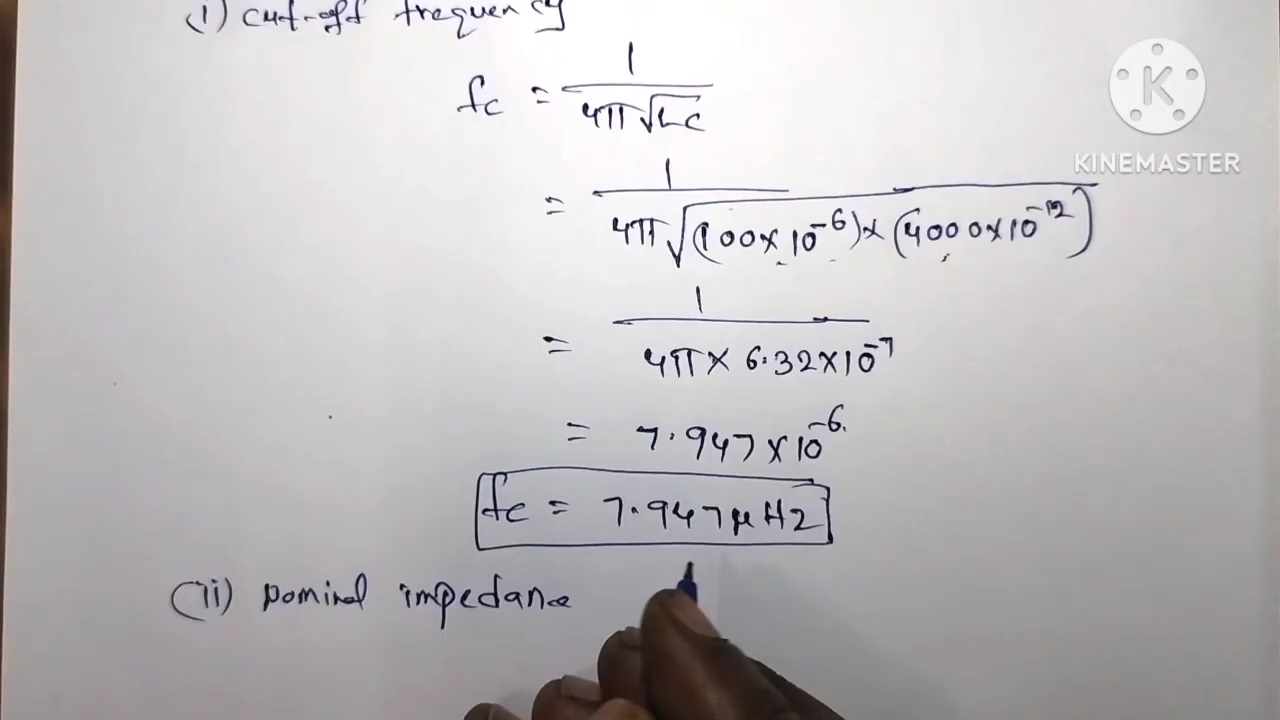 (i) cut-off frequency
fc = 1 / 4π√LC
= 1 / 4π√(100×10^-6)×(4000×10^-12)
= 1 / 4π × 6.32×10^-7
= 7.947×10^-6
fc = 7.947μHz
(ii) nominal impedance
K
KINEMASTER